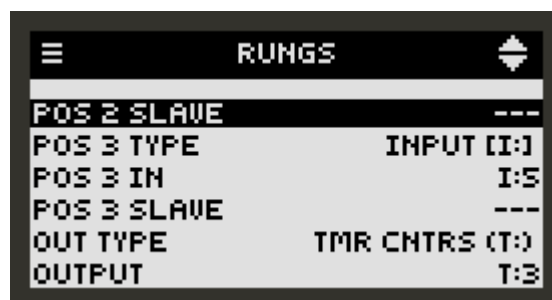 RUNGS
POS 2 SLAVE ---
POS 3 TYPE INPUT [I:]
POS 3 IN I:5
POS 3 SLAVE ---
OUT TYPE TMR CNTRS (T:)
OUTPUT T:3